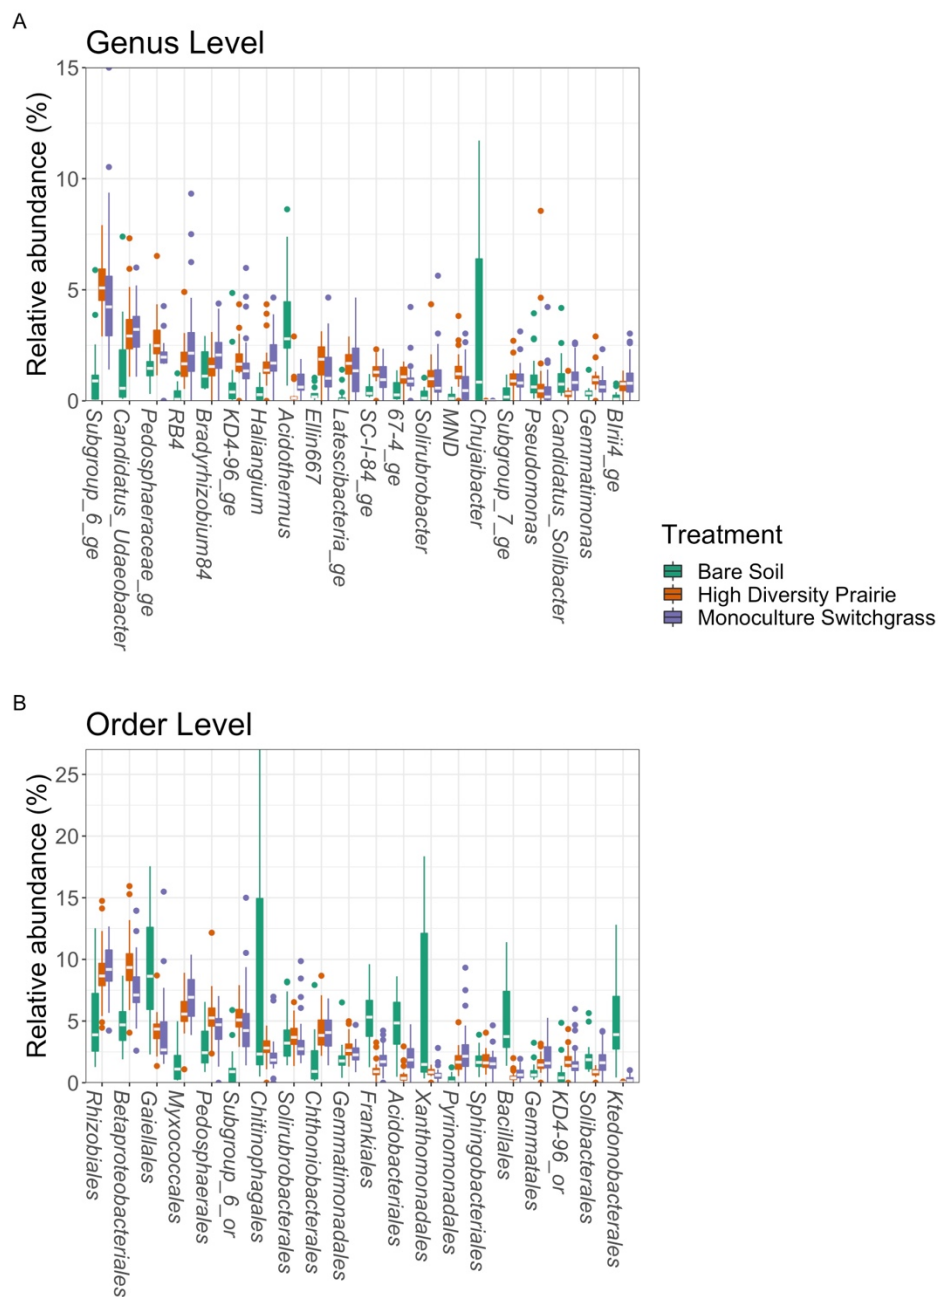 A
Genus Level
Relative abundance (%)
15
10
5
0
Subgroup_6_ge
Candidatus_Udaeobacter
Pedosphaeraceae_ge
RB4
Bradyrhizobium84
KD4-96_ge
Haliangium
Acidothermus
Ellin667
Latescibacteria_ge
SC-I-84_ge
67-4_ge
Solirubrobacter
MND
Chujaibacter
Subgroup_7_ge
Pseudomonas
Candidatus_Solibacter
Gemmatimonas
BIrii4_ge
Treatment
Bare Soil
High Diversity Prairie
Monoculture Switchgrass
B
Order Level
Relative abundance (%)
25
20
15
10
5
0
Rhizobiales
Betaproteobacteriales
Gaiellales
Myxococcales
Pedosphaerales
Subgroup_6_or
Chitinophagales
Solirubrobacterales
Chthoniobacterales
Gemmatimonadales
Frankiales
Acidobacteriales
Xanthomonadales
Pyrinomonadales
Sphingobacteriales
Bacillales
Gemmatales
KD4-96_or
Solibacterales
Ktedonobacterales